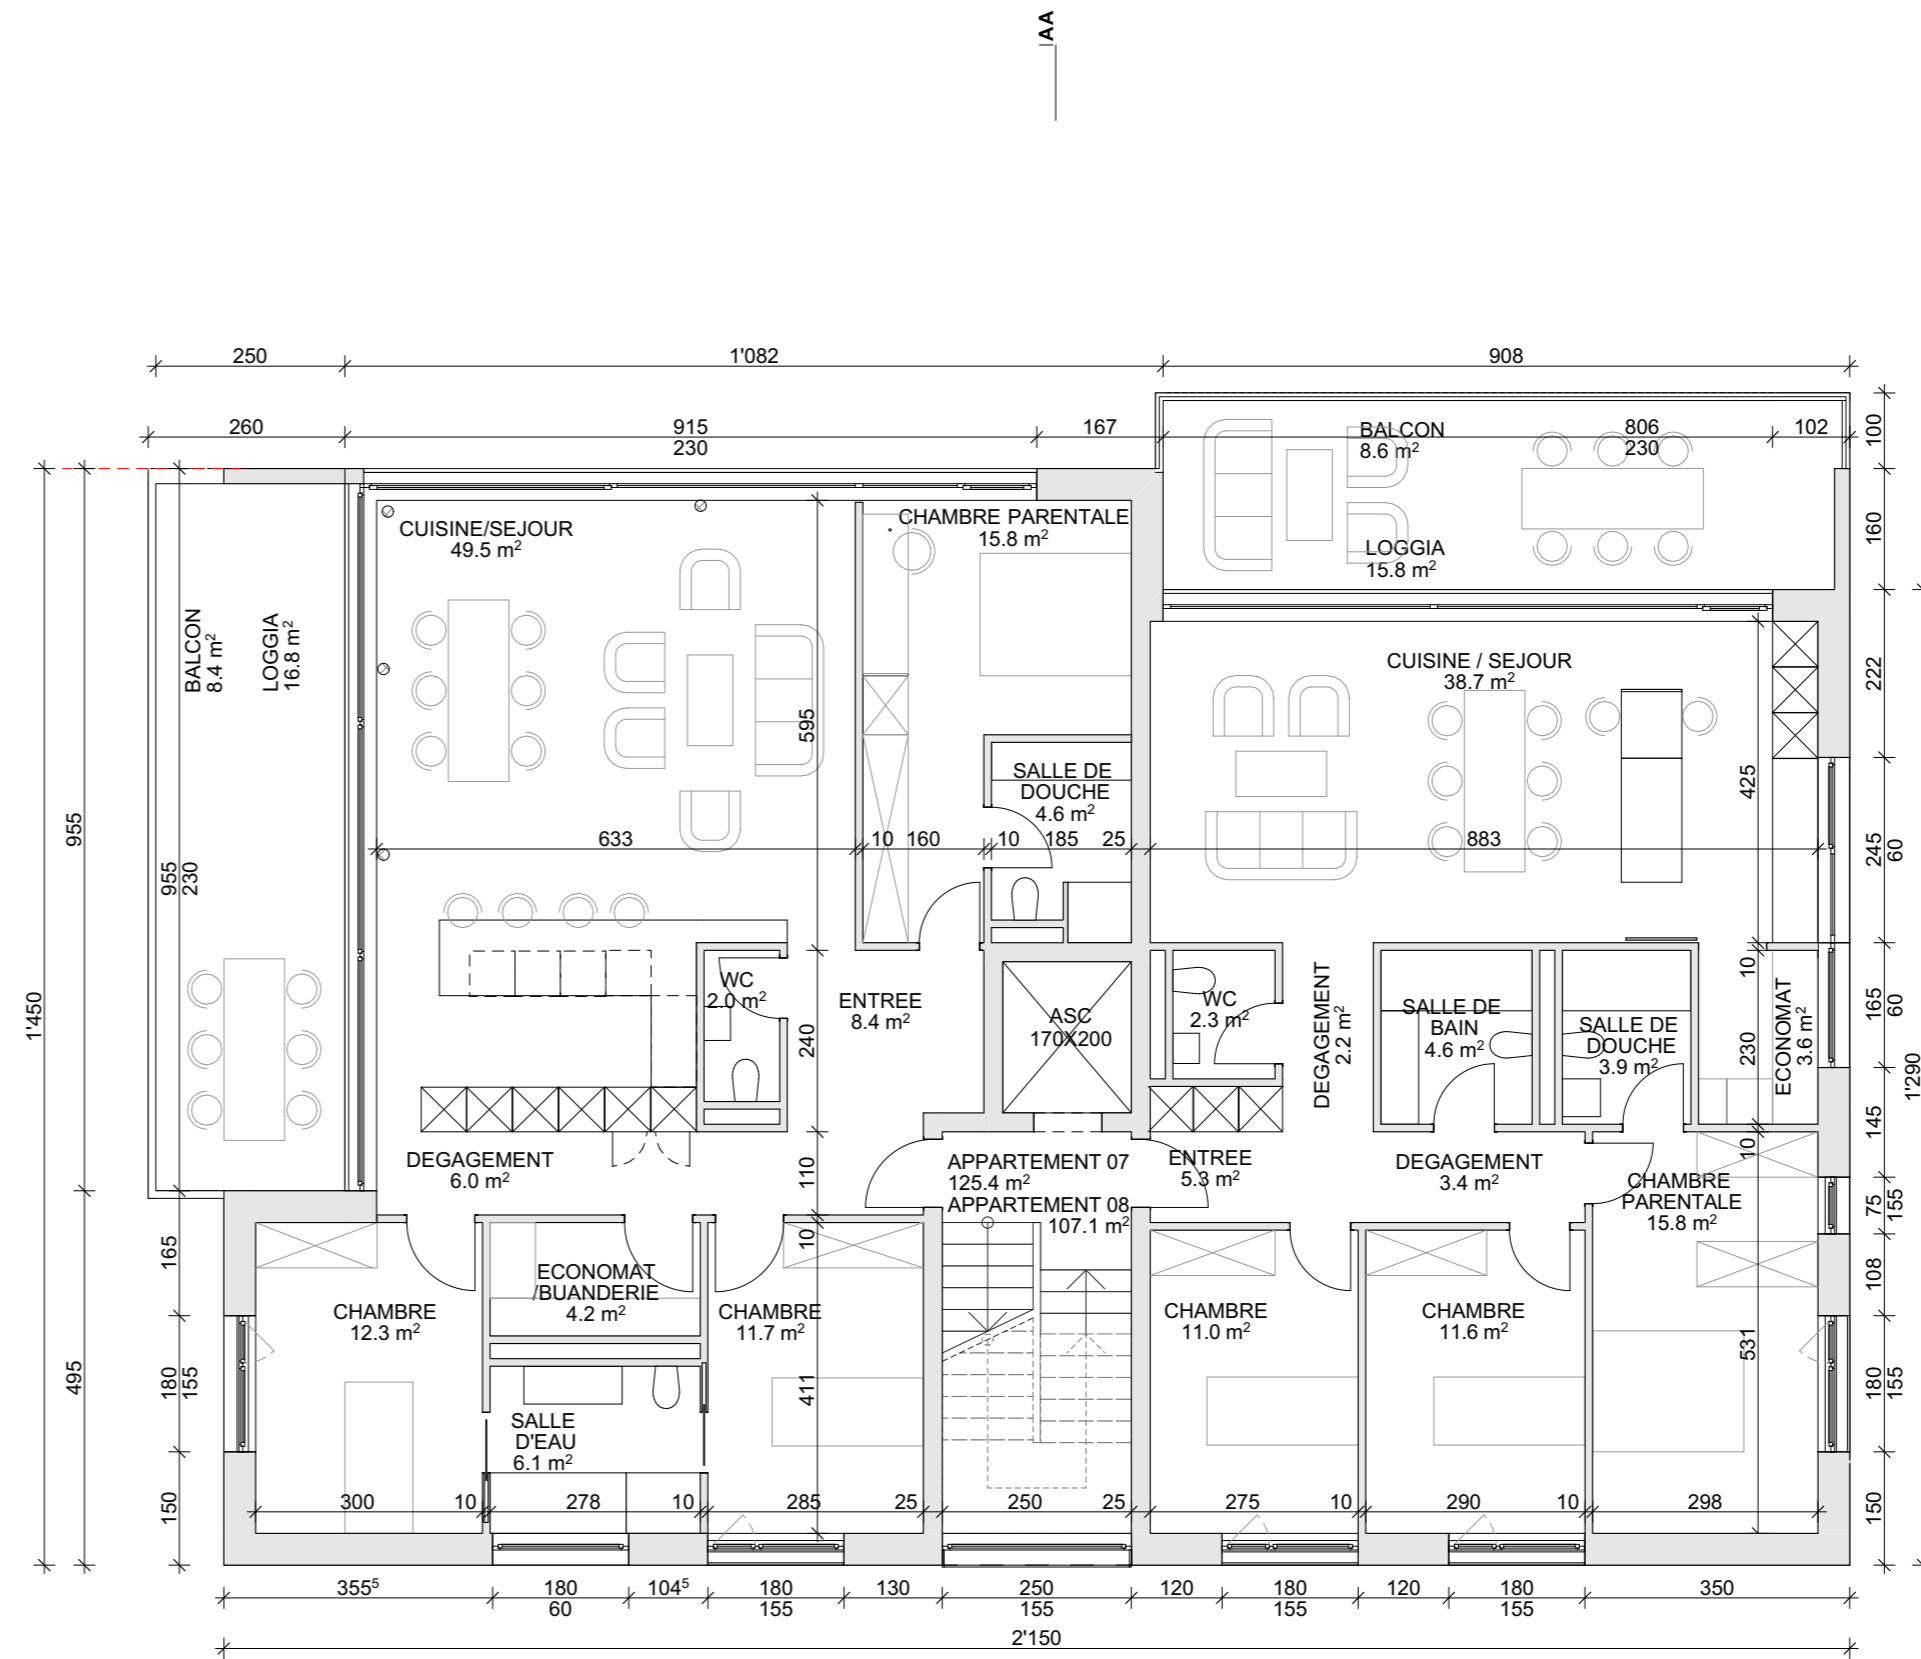 AA
250
1'082
908
260
915
230
167
806
230
102
100
BALCON
8.6 m²
LOGGIA
15.8 m²
160
CUISINE/SEJOUR
49.5 m²
CHAMBRE PARENTALE
15.8 m²
BALCON
8.4 m²
LOGGIA
16.8 m²
CUISINE / SEJOUR
38.7 m²
222
595
SALLE DE
DOUCHE
4.6 m²
425
955
955
230
633
10
160
10
185
25
883
245
60
1'450
WC
2.0 m²
ENTREE
8.4 m²
240
ASC
170X200
WC
2.3 m²
DEGAGEMENT
2.2 m²
SALLE DE
BAIN
4.6 m²
SALLE DE
DOUCHE
3.9 m²
10
230
ECONOMAT
3.6 m²
165
60
1'290
145
10
DEGAGEMENT
6.0 m²
110
APPARTEMENT 07
125.4 m²
APPARTEMENT 08
107.1 m²
ENTREE
5.3 m²
DEGAGEMENT
3.4 m²
CHAMBRE
PARENTALE
15.8 m²
75
155
165
10
ECONOMAT
/BUANDERIE
4.2 m²
108
CHAMBRE
12.3 m²
CHAMBRE
11.7 m²
CHAMBRE
11.0 m²
CHAMBRE
11.6 m²
531
495
180
155
411
180
155
SALLE
D'EAU
6.1 m²
150
300
10
278
10
285
25
250
25
275
10
290
10
298
150
355⁵
180
60
104⁵
180
155
130
250
155
120
180
155
120
180
155
350
2'150